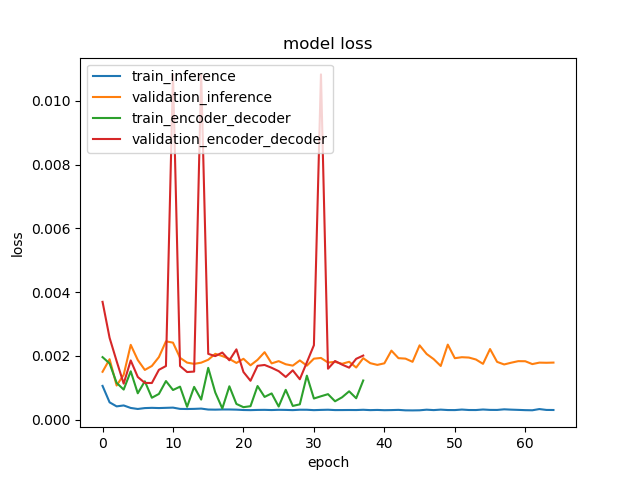 model loss
train_inference
validation_inference
train_encoder_decoder
validation_encoder_decoder
0.010
0.008
0.006
0.004
0.002
0.000
loss
0 10 20 30 40 50 60
epoch